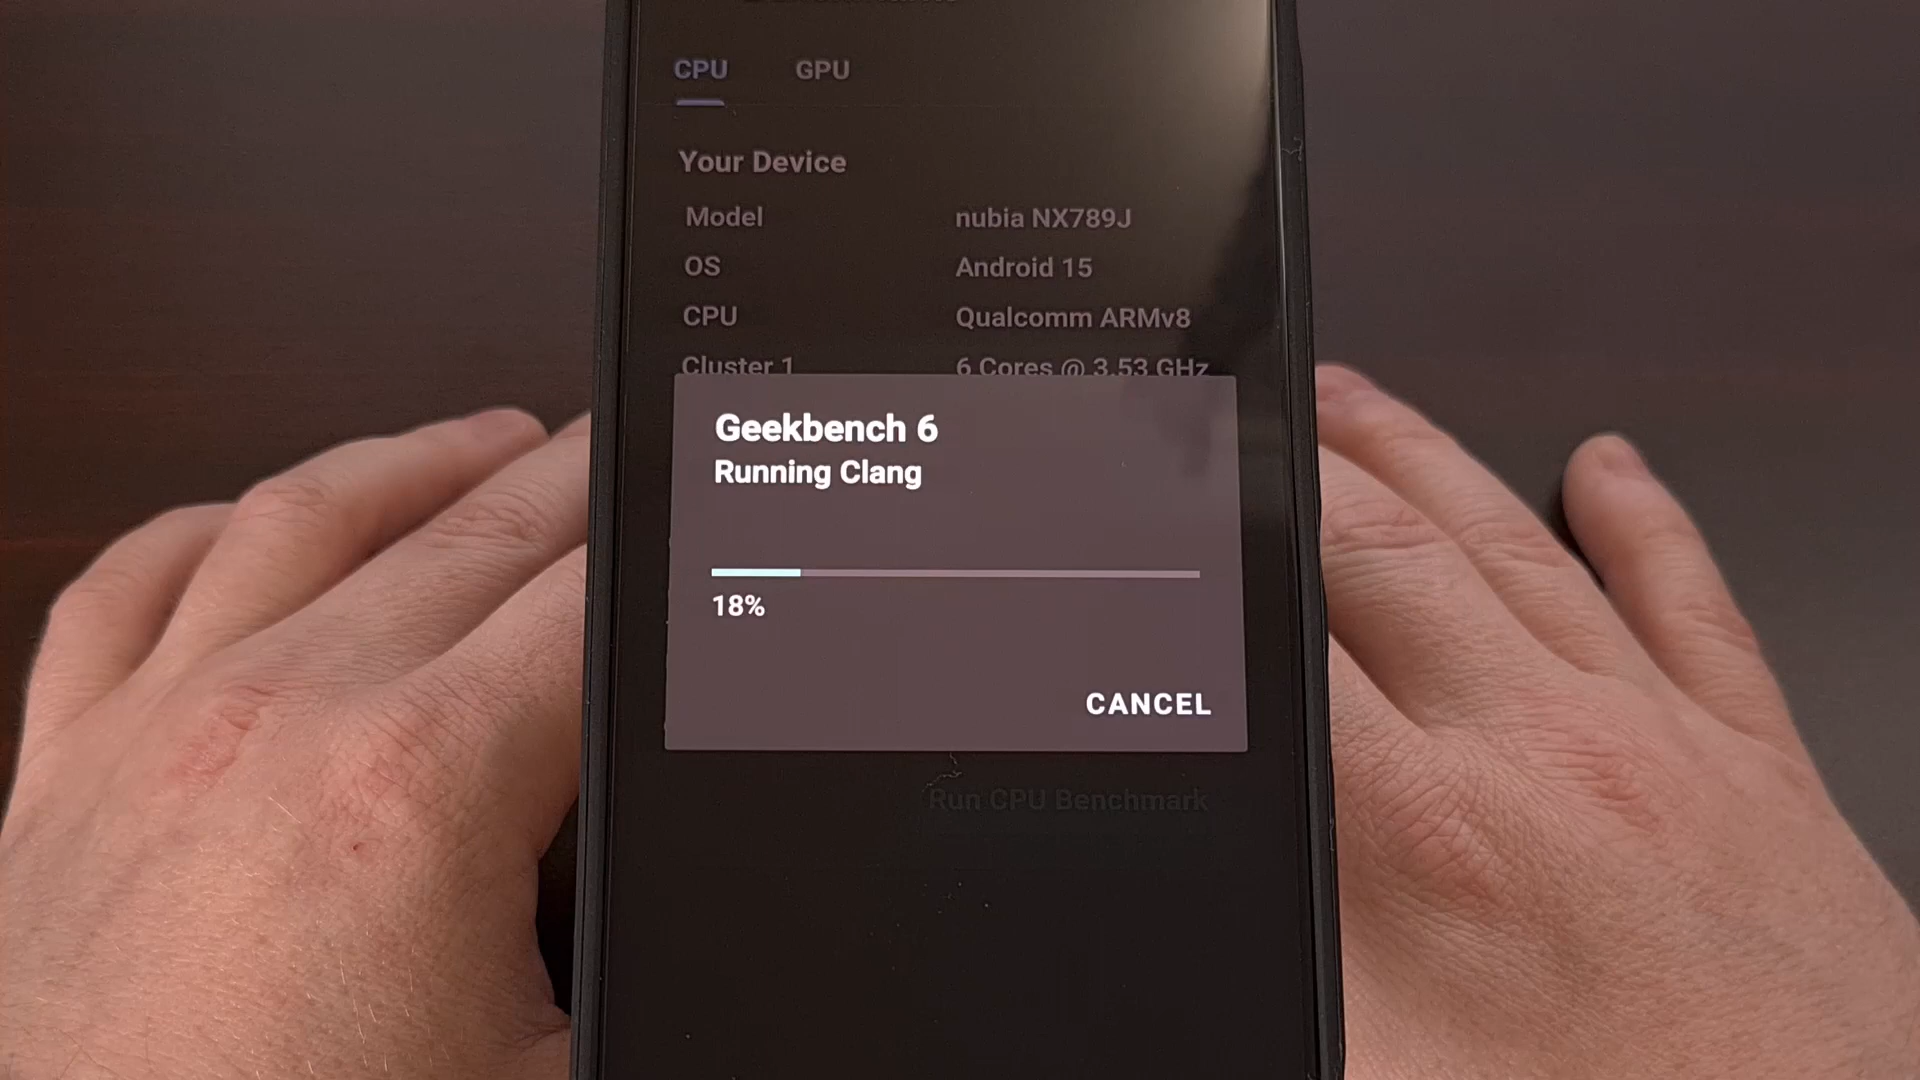 CPU GPU
Your Device
Model nubia NX789J
OS Android 15
CPU Qualcomm ARMv8
Cluster 1 6 Cores @ 3.53 GHz
Geekbench 6
Running Clang
18%
CANCEL
Run CPU Benchmark